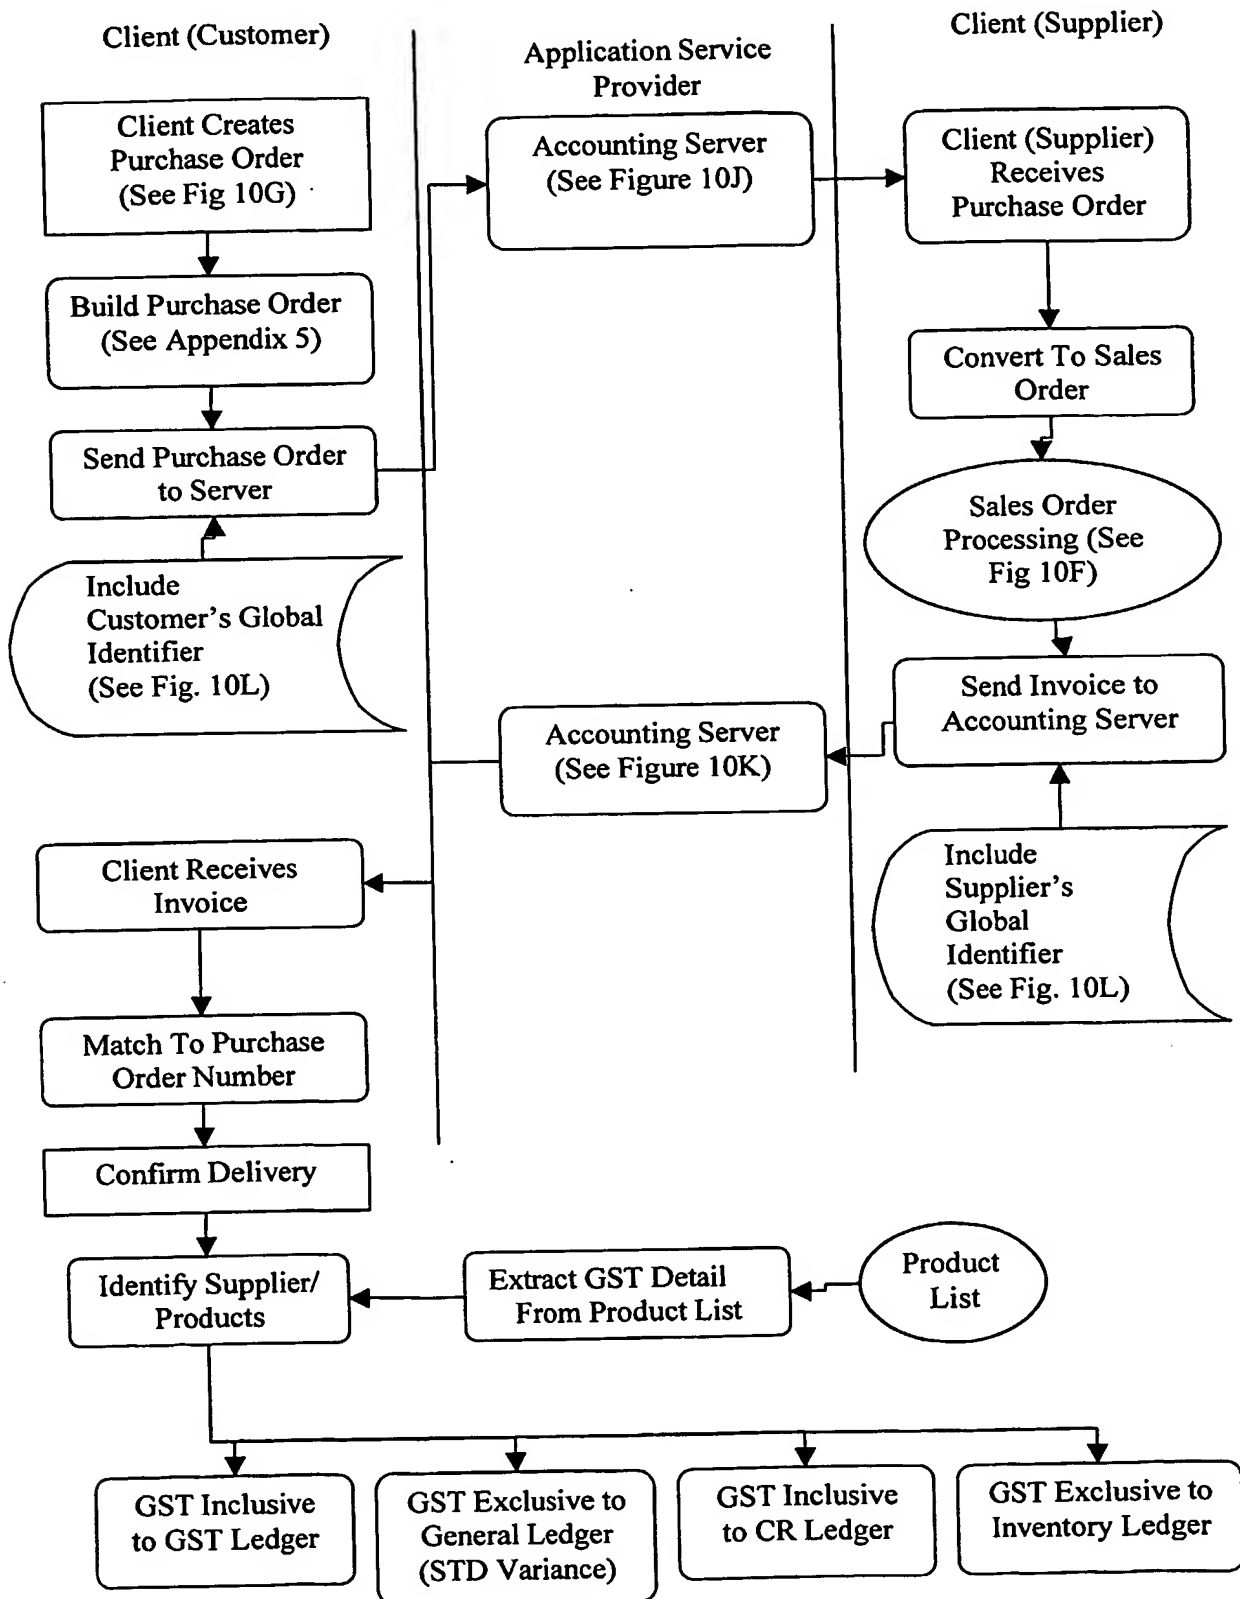 Client (Customer)
Application Service
Provider
Client (Supplier)
Client Creates
Purchase Order
(See Fig 10G)
Accounting Server
(See Figure 10J)
Client (Supplier)
Receives
Purchase Order
Build Purchase Order
(See Appendix 5)
Convert To Sales
Order
Send Purchase Order
to Server
Sales Order
Processing (See
Fig 10F)
Include
Customer's Global
Identifier
(See Fig. 10L)
Send Invoice to
Accounting Server
Accounting Server
(See Figure 10K)
Client Receives
Invoice
Include
Supplier's
Global
Identifier
(See Fig. 10L)
Match To Purchase
Order Number
Confirm Delivery
Identify Supplier/
Products
Extract GST Detail
From Product List
Product
List
GST Inclusive
to GST Ledger
GST Exclusive to
General Ledger
(STD Variance)
GST Inclusive
to CR Ledger
GST Exclusive to
Inventory Ledger